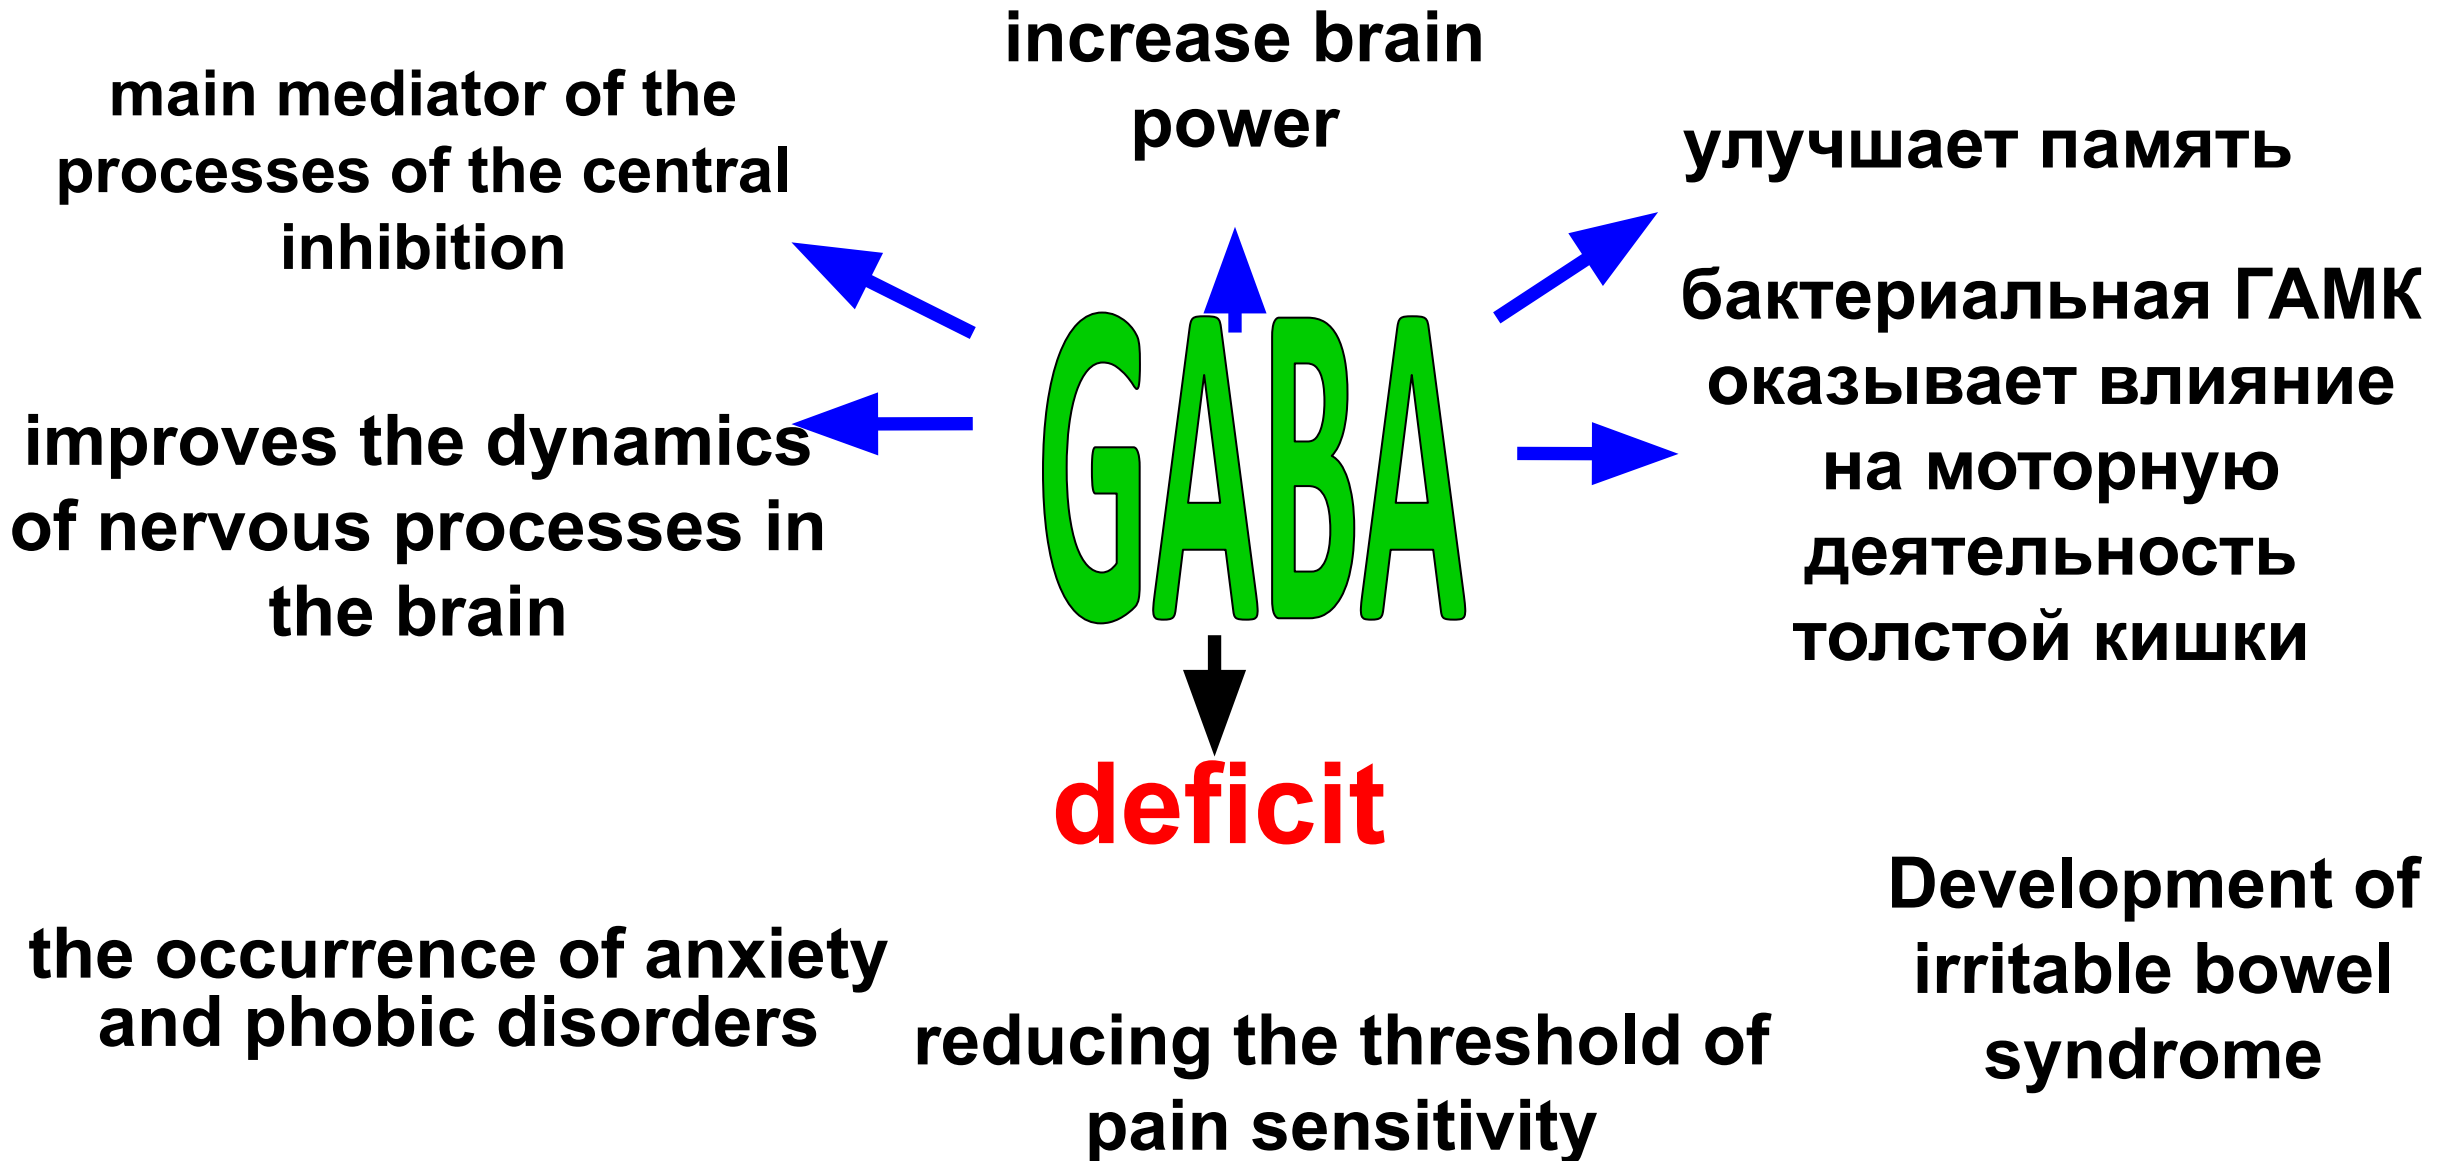 increase brain
power
main mediator of the
processes of the central
inhibition
улучшает память
improves the dynamics
of nervous processes in
the brain
GABA
бактериальная ГАМК
оказывает влияние
на моторную
деятельность
толстой кишки
deficit
the occurrence of anxiety
and phobic disorders
reducing the threshold of
pain sensitivity
Development of
irritable bowel
syndrome